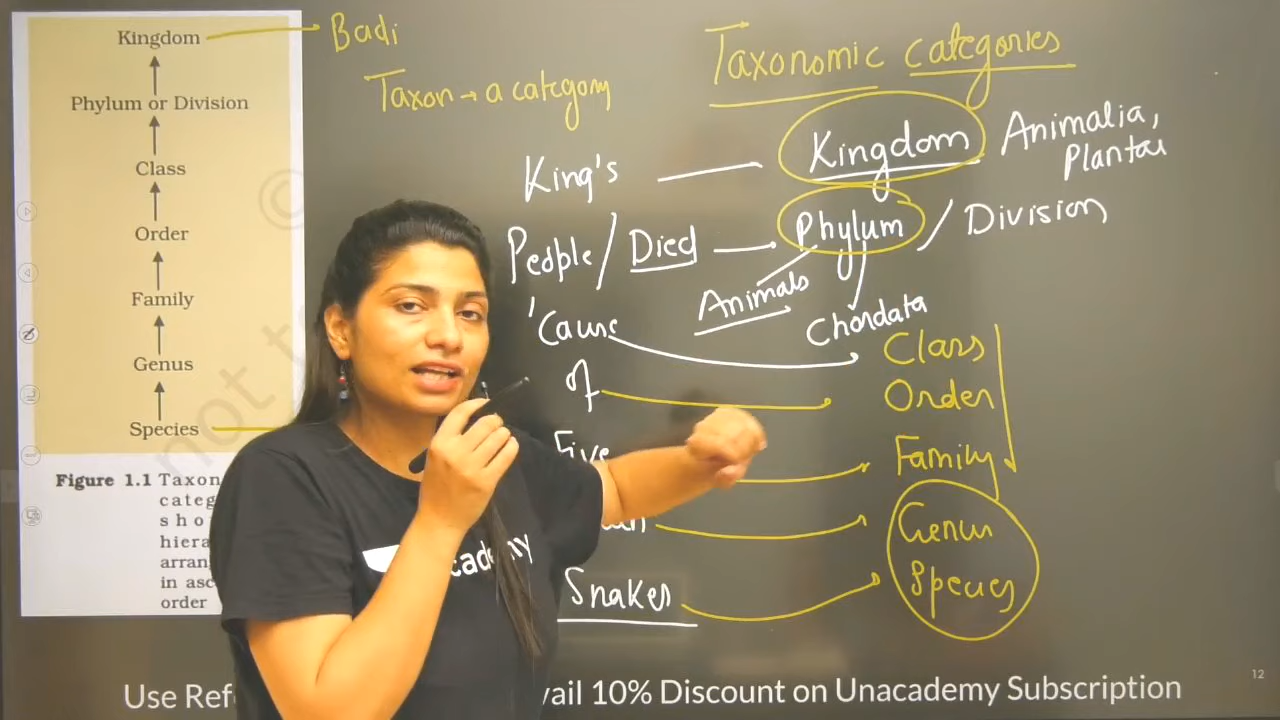 Kingdom
Phylum or Division
Class
Order
Family
Genus
Species
Figure 1.1 Taxon
categ
s h o
hiera
arran
in asc
order
Badi
Taxon → a category
Taxonomic categories
King's — Kingdom Animalia,
Plantae
People / Died — Phylum / Division
Animals
Chordata
'Cause Class
Of Order
Five Family
Genus
Snakes Species
not t
©
cademy
Use Refe vail 10% Discount on Unacademy Subscription
12